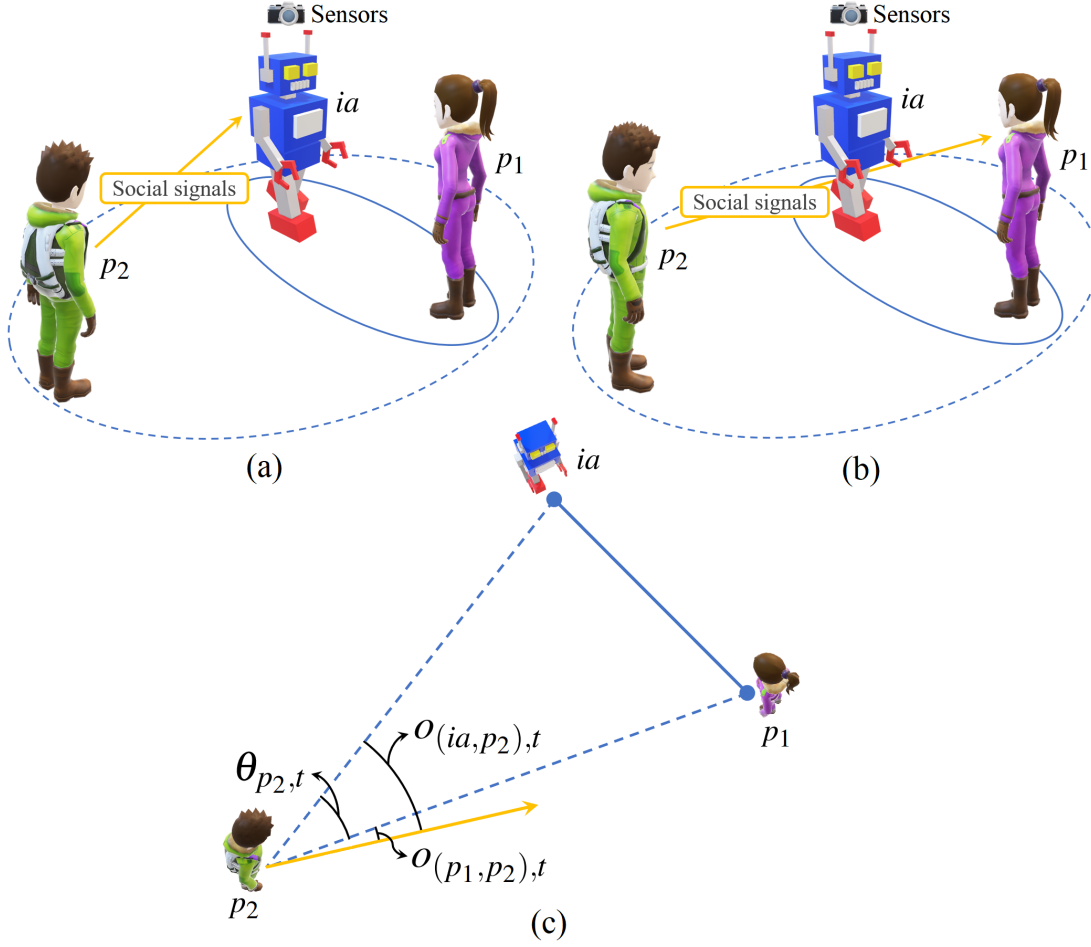 Sensors
ia
p₁
Social signals
p₂
(a)
Sensors
ia
p₁
Social signals
p₂
(b)
ia
p₁
o₍ia,p₂₎,t
θp₂,t
o₍p₁,p₂₎,t
p₂
(c)